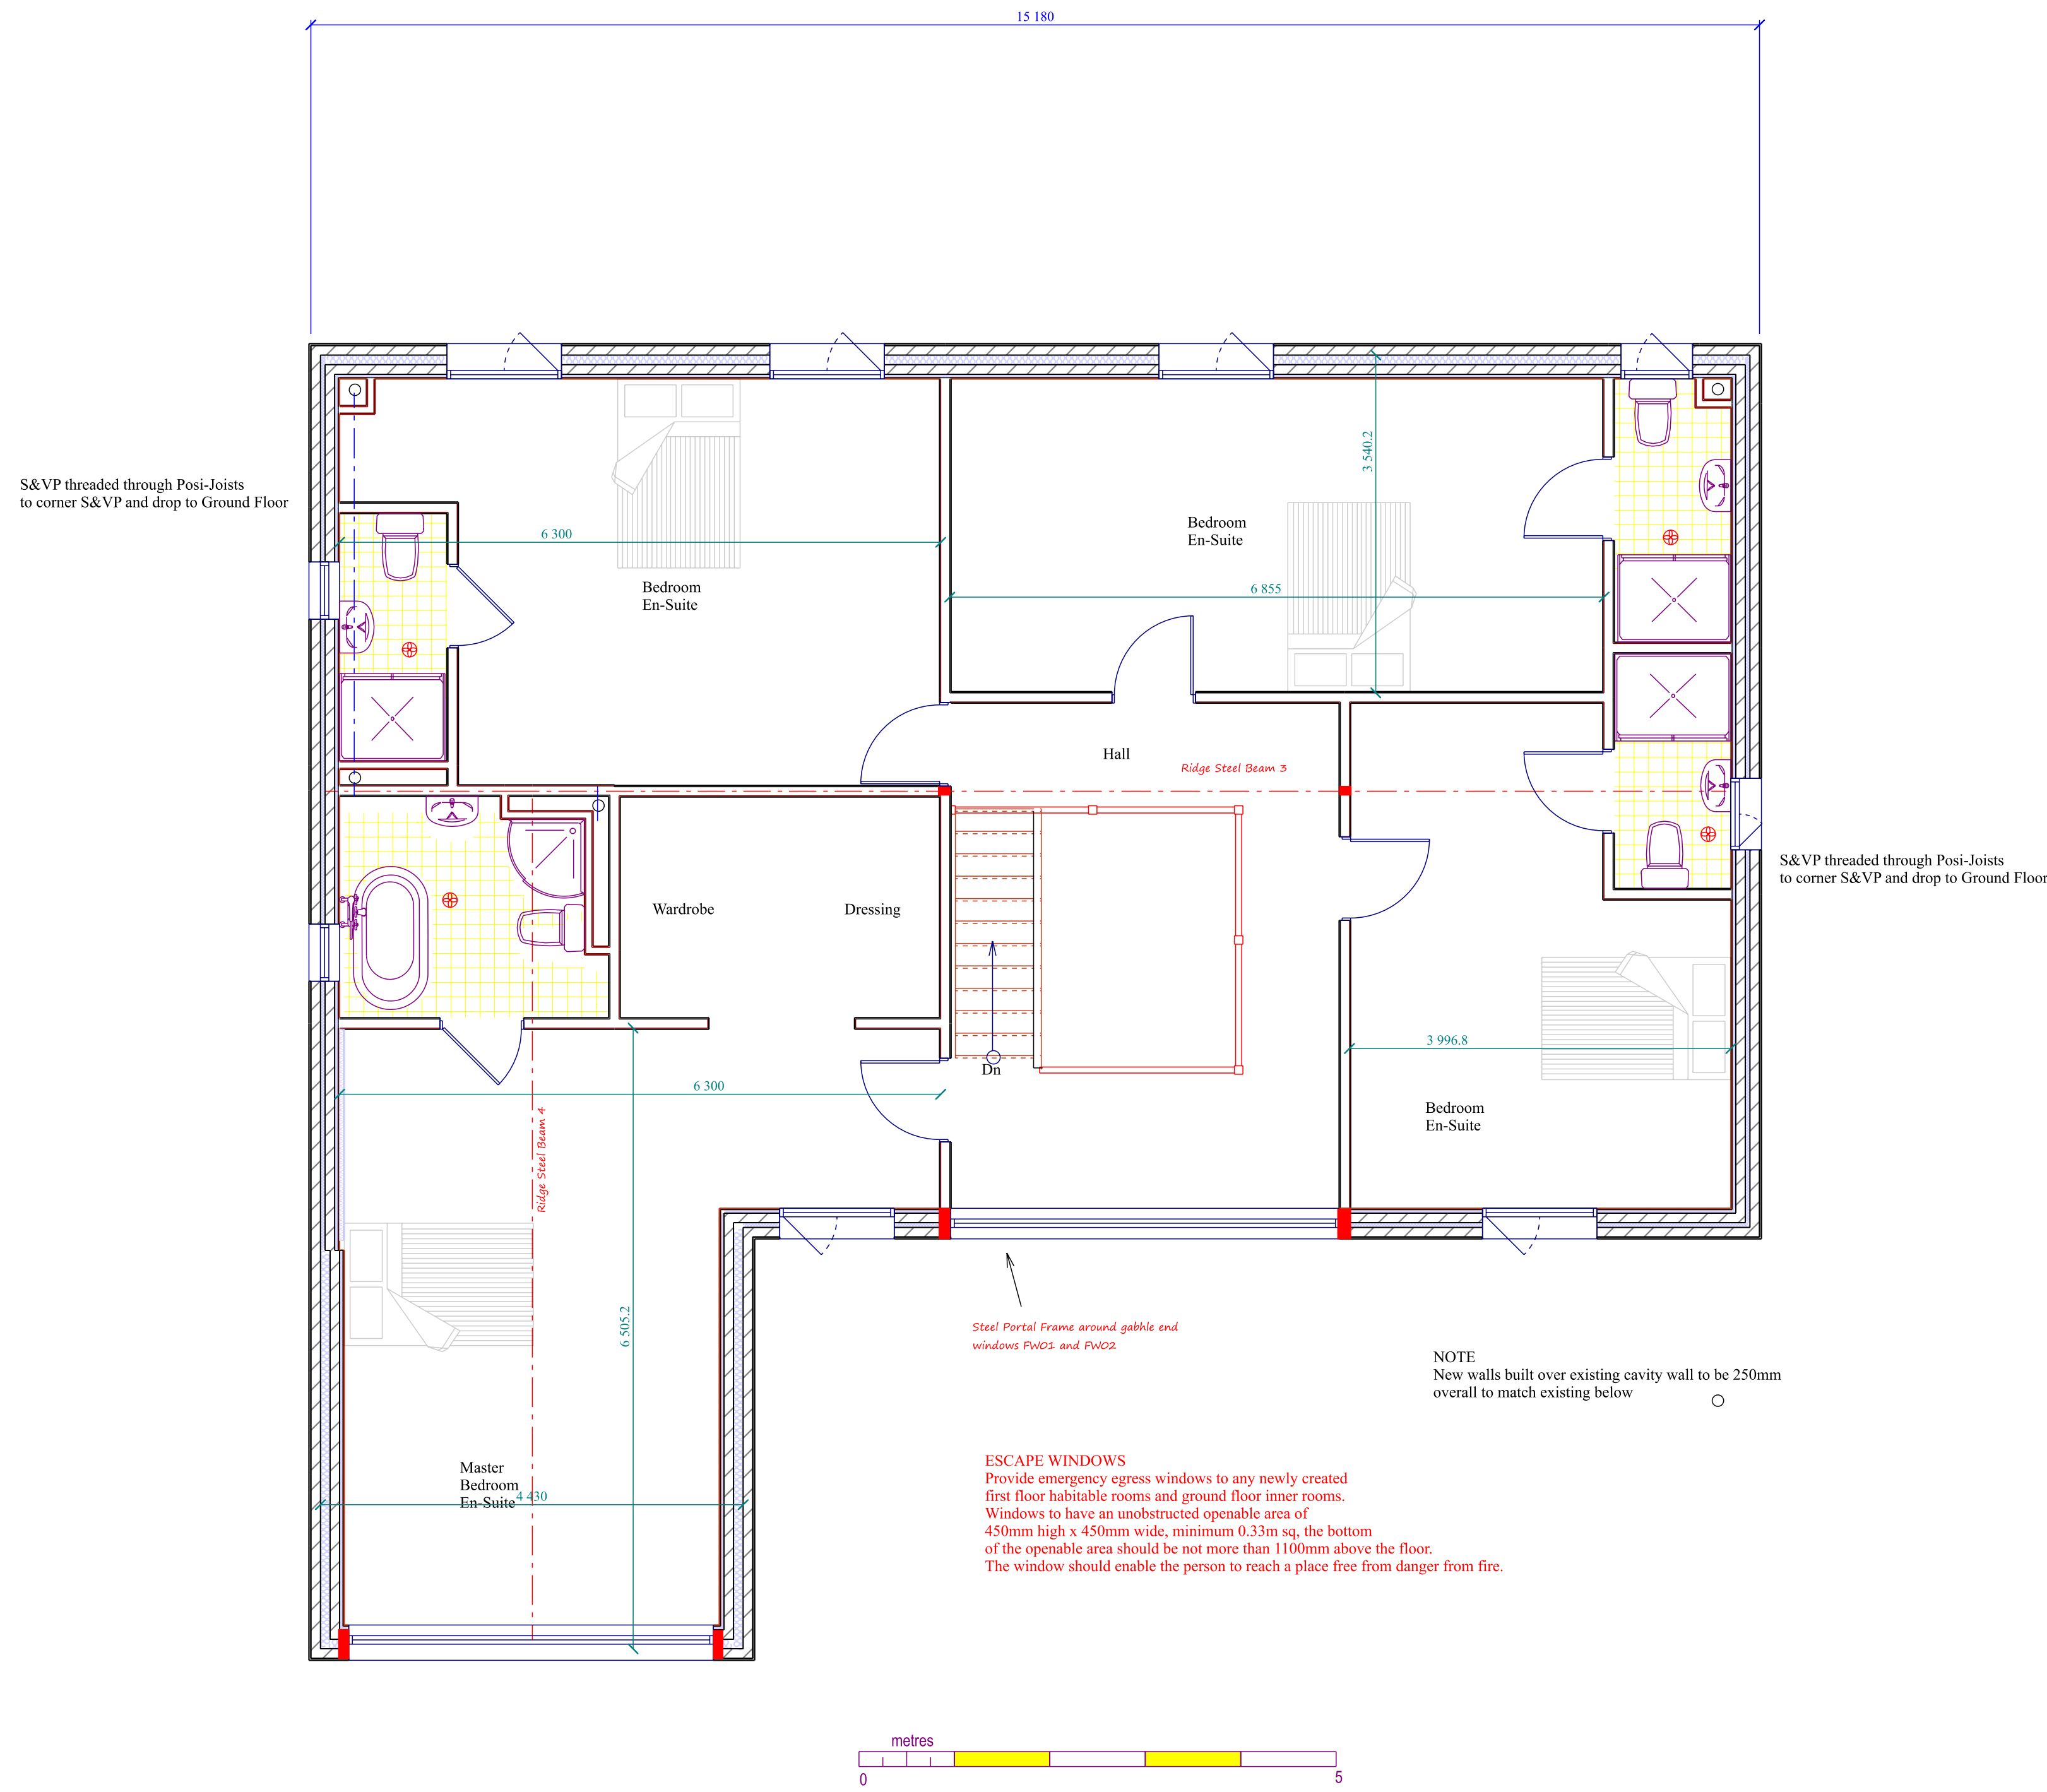 15 180
S&VP threaded through Posi-Joists
to corner S&VP and drop to Ground Floor
3 540.2
Bedroom
En-Suite
6 300
Bedroom
En-Suite
6 855
Hall
Ridge Steel Beam 3
S&VP threaded through Posi-Joists
to corner S&VP and drop to Ground Floor
Wardrobe
Dressing
Dn
3 996.8
6 300
Ridge Steel Beam 4
Bedroom
En-Suite
6 505.2
Steel Portal Frame around gabhle end
windows FW01 and FW02
NOTE
New walls built over existing cavity wall to be 250mm
overall to match existing below
Master
Bedroom
En-Suite
4 430
ESCAPE WINDOWS
Provide emergency egress windows to any newly created
first floor habitable rooms and ground floor inner rooms.
Windows to have an unobstructed openable area of
450mm high x 450mm wide, minimum 0.33m sq, the bottom
of the openable area should be not more than 1100mm above the floor.
The window should enable the person to reach a place free from danger from fire.
metres
0
5